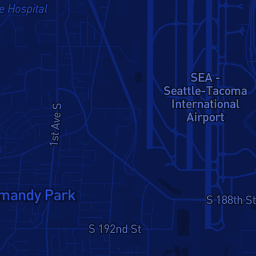 e Hospital
SEA -
Seattle-Tacoma
International
Airport
1st Ave S
mandy Park
S 188th St
S 192nd St